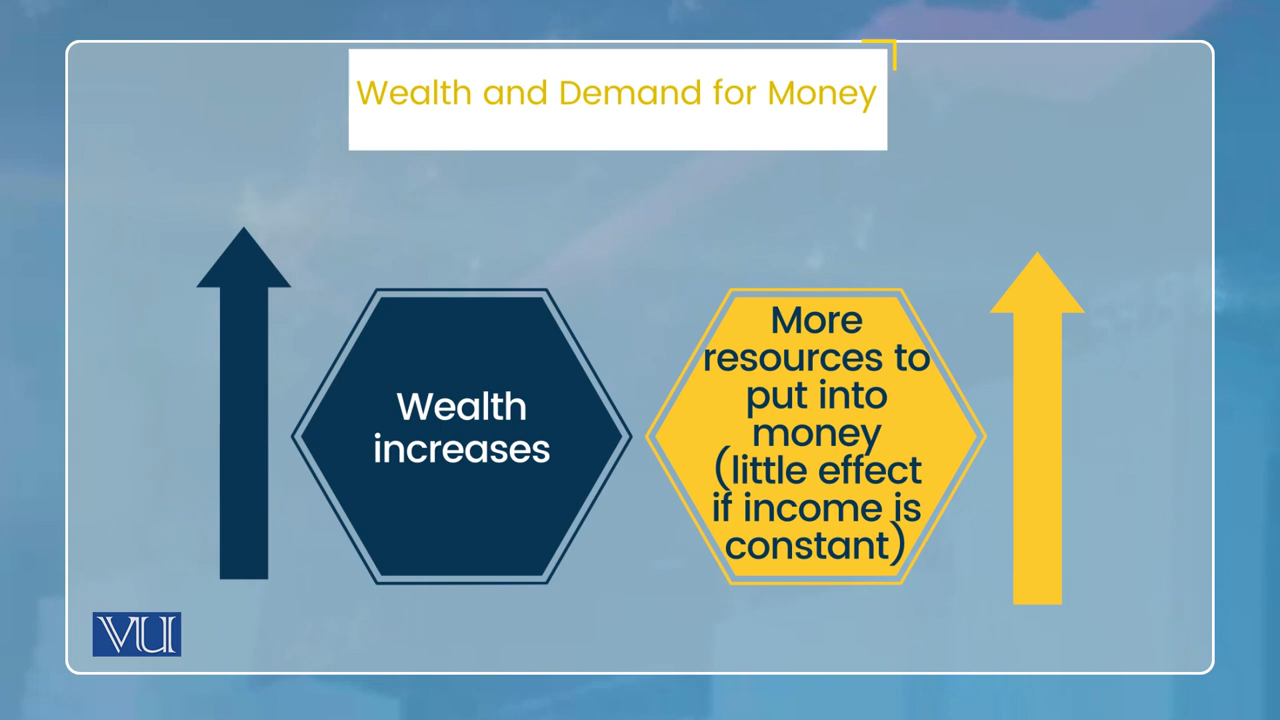 Wealth and Demand for Money
Wealth
increases
More
resources to
put into
money
(little effect
if income is
constant)
VU